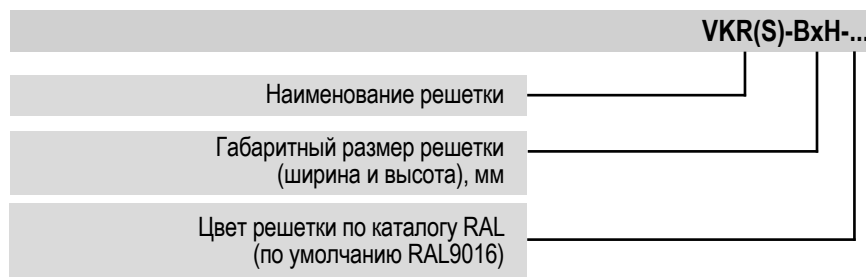 VKR(S)-BxH-...
Наименование решетки
Габаритный размер решетки
(ширина и высота), мм
Цвет решетки по каталогу RAL
(по умолчанию RAL9016)